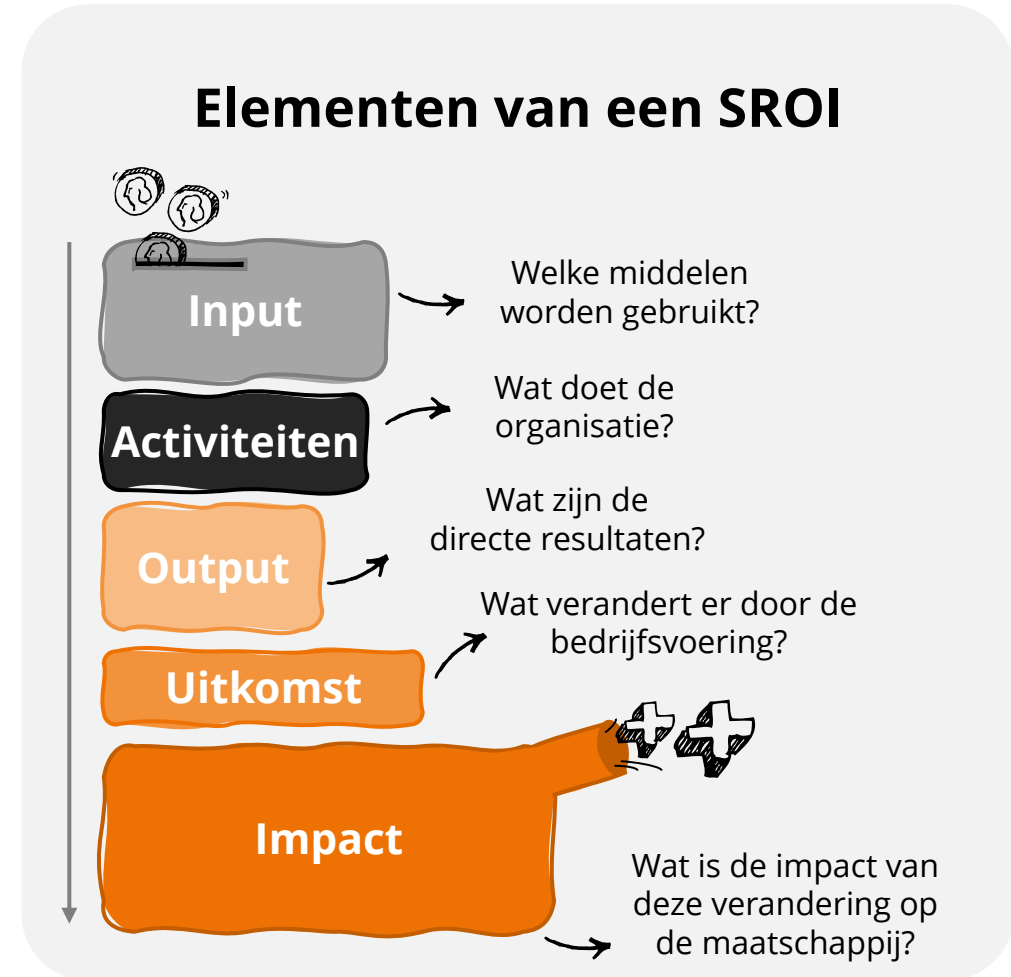 Elementen van een SROI
Input
Welke middelen
worden gebruikt?
Activiteiten
Wat doet de
organisatie?
Output
Wat zijn de
directe resultaten?
Uitkomst
Wat verandert er door de
bedrijfsvoering?
Impact
Wat is de impact van
deze verandering op
de maatschappij?